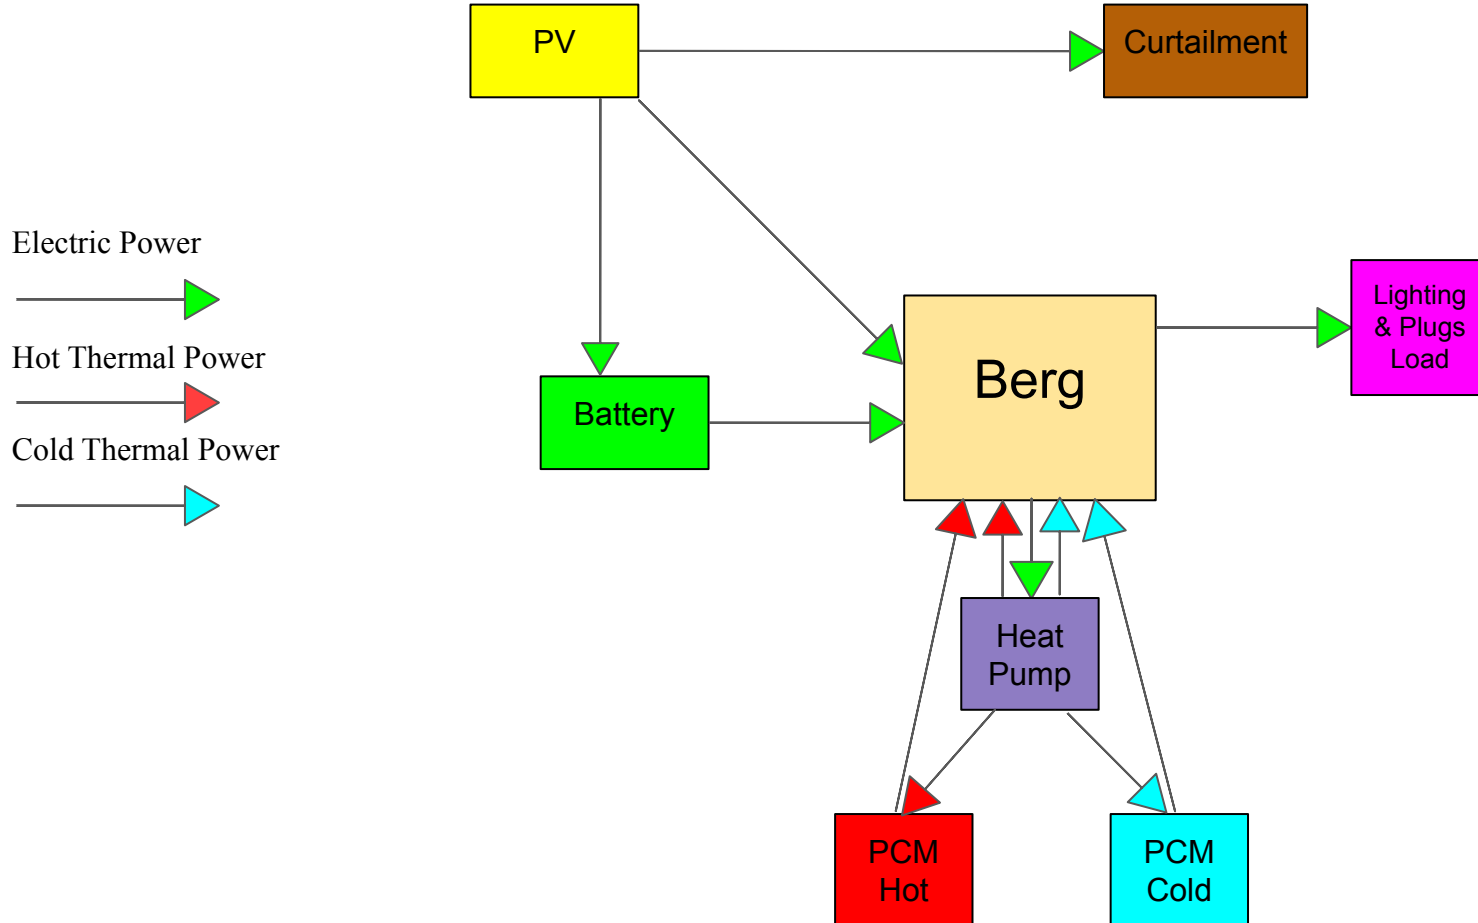 PV
Curtailment
Electric Power
Hot Thermal Power
Cold Thermal Power
Battery
Berg
Lighting
& Plugs
Load
Heat
Pump
PCM
Hot
PCM
Cold